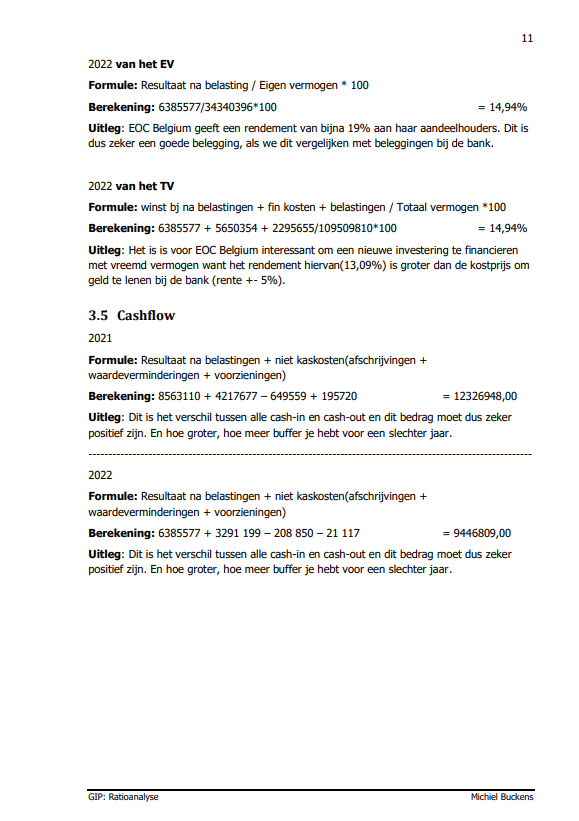 11
2022 van het EV
Formule: Resultaat na belasting / Eigen vermogen * 100
Berekening: 6385577/34340396*100 = 14,94%
Uitleg: EOC Belgium geeft een rendement van bijna 19% aan haar aandeelhouders. Dit is
dus zeker een goede belegging, als we dit vergelijken met beleggingen bij de bank.
2022 van het TV
Formule: winst bj na belastingen + fin kosten + belastingen / Totaal vermogen *100
Berekening: 6385577 + 5650354 + 2295655/109509810*100 = 14,94%
Uitleg: Het is is voor EOC Belgium interessant om een nieuwe investering te financieren
met vreemd vermogen want het rendement hiervan(13,09%) is groter dan de kostprijs om
geld te lenen bij de bank (rente +- 5%).
3.5 Cashflow
2021
Formule: Resultaat na belastingen + niet kaskosten(afschrijvingen +
waardeverminderingen + voorzieningen)
Berekening: 8563110 + 4217677 – 649559 + 195720 = 12326948,00
Uitleg: Dit is het verschil tussen alle cash-in en cash-out en dit bedrag moet dus zeker
positief zijn. En hoe groter, hoe meer buffer je hebt voor een slechter jaar.
2022
Formule: Resultaat na belastingen + niet kaskosten(afschrijvingen +
waardeverminderingen + voorzieningen)
Berekening: 6385577 + 3291 199 – 208 850 – 21 117 = 9446809,00
Uitleg: Dit is het verschil tussen alle cash-in en cash-out en dit bedrag moet dus zeker
positief zijn. En hoe groter, hoe meer buffer je hebt voor een slechter jaar.
GIP: Ratioanalyse Michiel Buckens